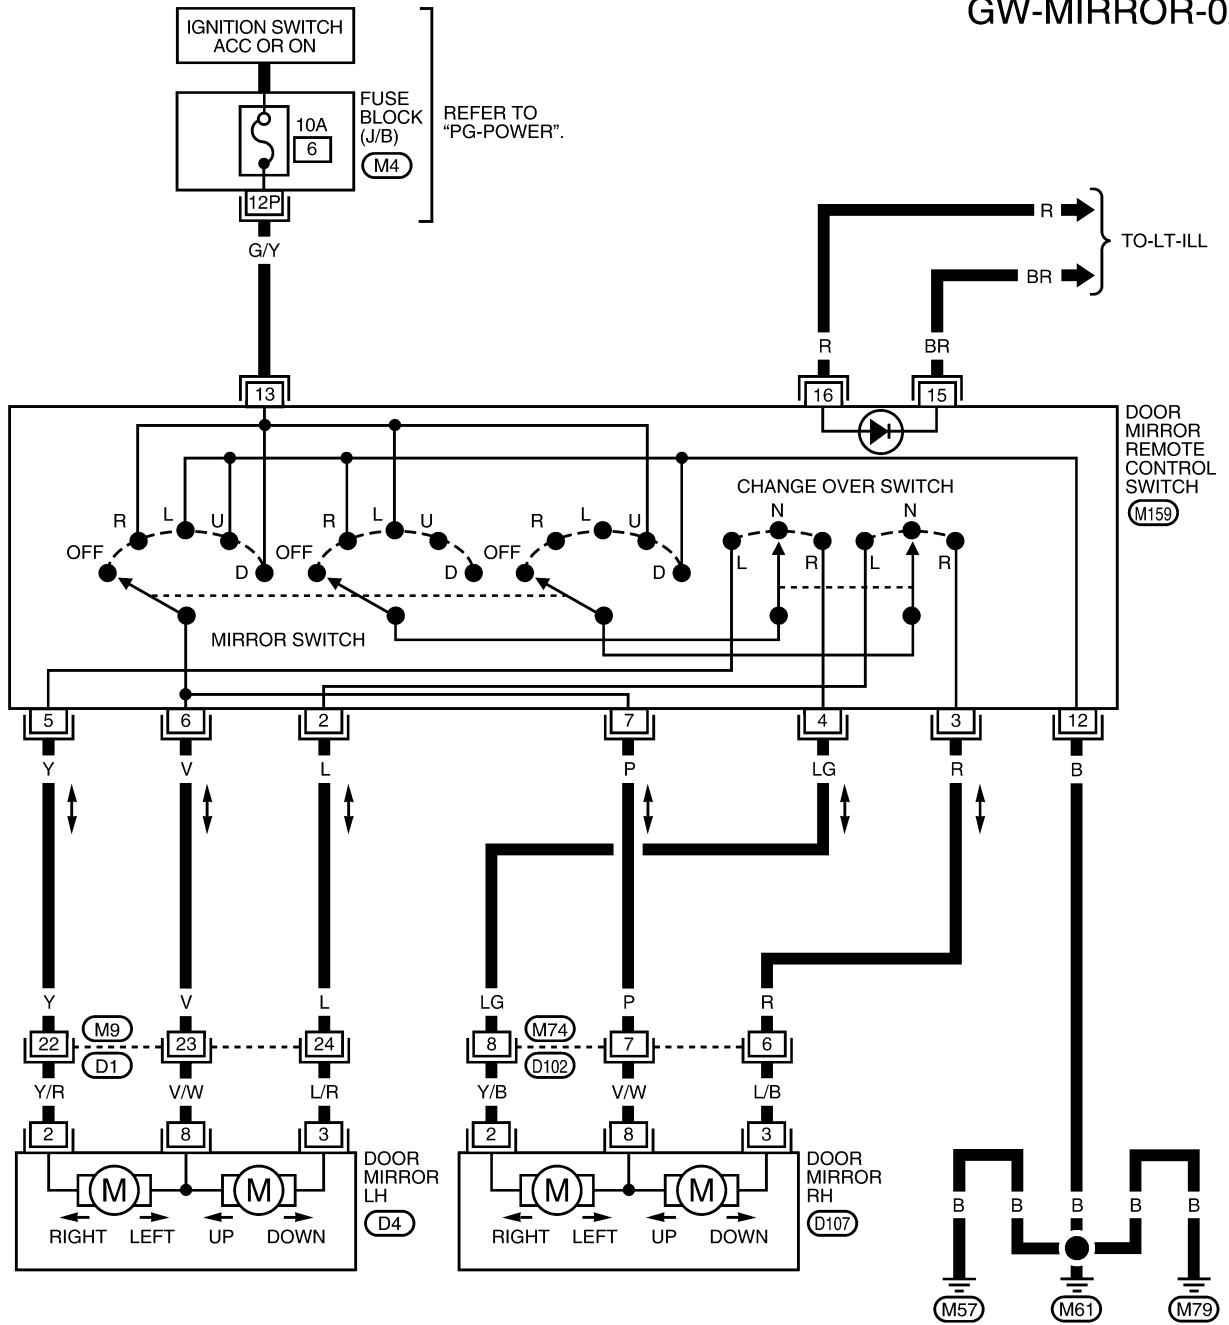 GW-MIRROR-0
IGNITION SWITCH
ACC OR ON
FUSE
BLOCK
(J/B)
M4
10A
6
REFER TO
“PG-POWER”.
12P
G/Y
R
BR
TO-LT-ILL
R
BR
13
16
15
DOOR
MIRROR
REMOTE
CONTROL
SWITCH
M159
CHANGE OVER SWITCH
R
L
U
OFF
D
R
L
U
OFF
D
R
L
U
OFF
D
N
L
R
N
L
R
MIRROR SWITCH
5
6
2
7
4
3
12
Y
V
L
P
LG
R
B
Y
V
L
LG
P
R
22
M9
D1
23
24
8
M74
D102
7
6
Y/R
V/W
L/R
Y/B
V/W
L/B
2
8
3
2
8
3
DOOR
MIRROR
LH
D4
M
M
RIGHT
LEFT
UP
DOWN
DOOR
MIRROR
RH
D107
M
M
RIGHT
LEFT
UP
DOWN
B
B
B
B
B
M57
M61
M79